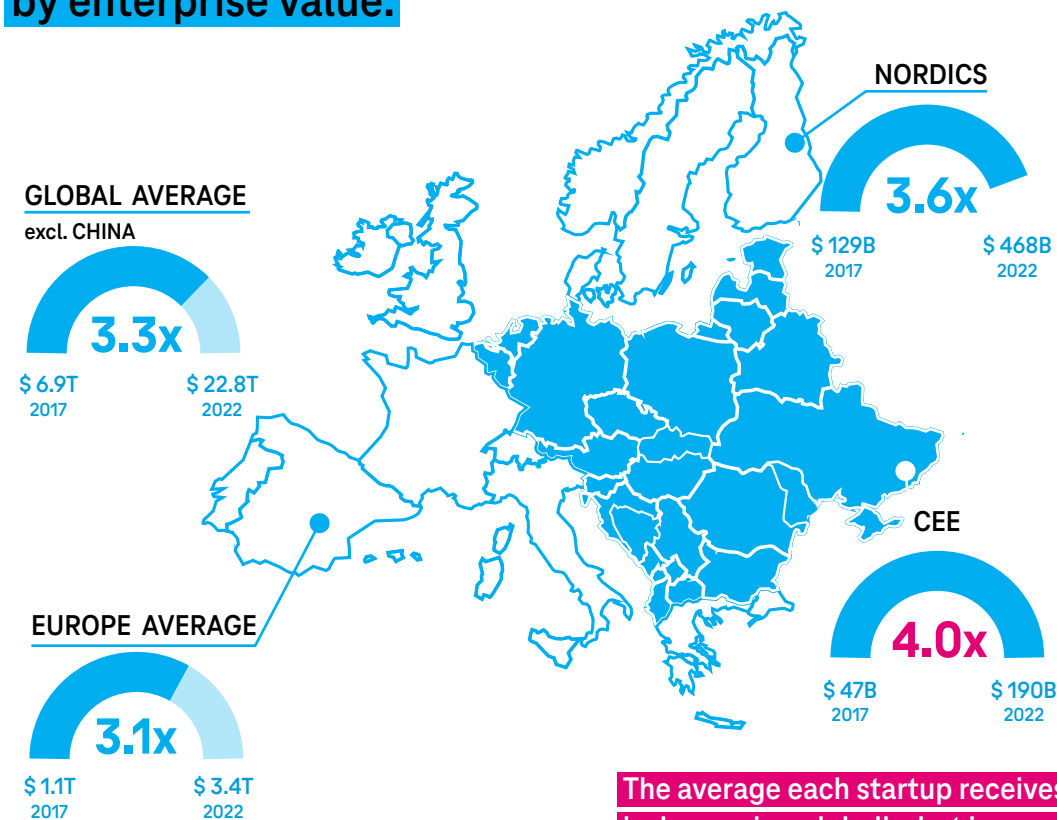 by enterprise value.
NORDICS
3.6x
$ 129B
2017
$ 468B
2022
GLOBAL AVERAGE
excl. CHINA
3.3x
$ 6.9T
2017
$ 22.8T
2022
CEE
4.0x
$ 47B
2017
$ 190B
2022
EUROPE AVERAGE
3.1x
$ 1.1T
2017
$ 3.4T
2022
The average each startup receives